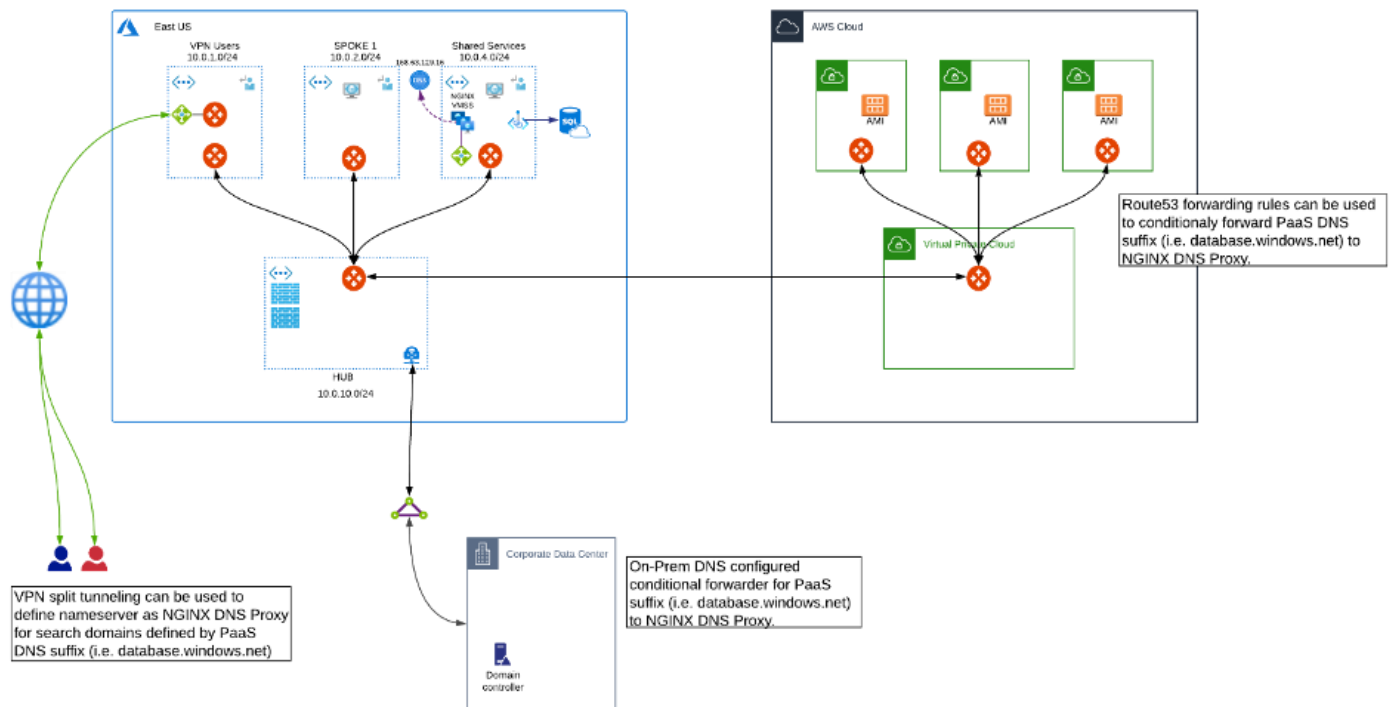 East US
VPN Users
10.0.1.0/24
SPOKE 1
10.0.2.0/24
Shared Services
10.0.4.0/24
168.63.129.16
DNS
NGINX
VMSS
SQL
HUB
10.0.10.0/24
AWS Cloud
AMI
AMI
AMI
Virtual Private Cloud
Route53 forwarding rules can be used
to conditionaly forward PaaS DNS
suffix (i.e. database.windows.net) to
NGINX DNS Proxy.
VPN split tunneling can be used to
define nameserver as NGINX DNS Proxy
for search domains defined by PaaS
DNS suffix (i.e. database.windows.net)
Corporate Data Center
Domain
controller
On-Prem DNS configured
conditional forwarder for PaaS
suffix (i.e. database.windows.net)
to NGINX DNS Proxy.